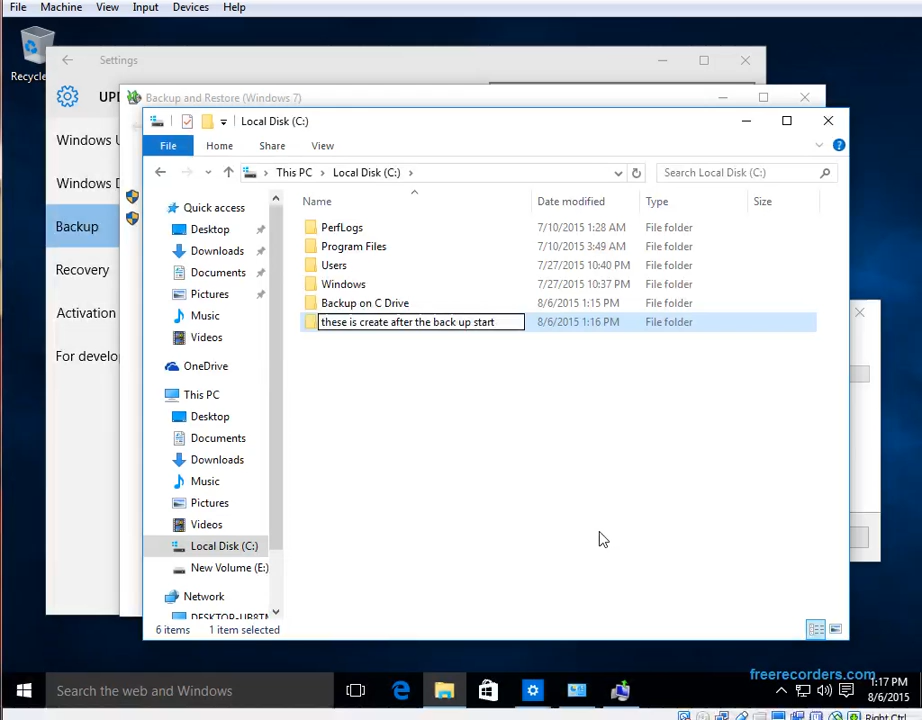 File Machine View Input Devices Help
Recycle
Settings
UPD
Backup and Restore (Windows 7)
Local Disk (C:)
File Home Share View
This PC > Local Disk (C:) >
Search Local Disk (C:)
Windows U
Windows D
Backup
Recovery
Activation
For develo
Quick access
Desktop
Downloads
Documents
Pictures
Music
Videos
OneDrive
This PC
Desktop
Documents
Downloads
Music
Pictures
Videos
Local Disk (C:)
New Volume (E:)
Network
DESKTOP-UB8TM
Name Date modified Type Size
PerfLogs 7/10/2015 1:28 AM File folder
Program Files 7/10/2015 3:49 AM File folder
Users 7/27/2015 10:40 PM File folder
Windows 7/27/2015 10:37 PM File folder
Backup on C Drive 8/6/2015 1:15 PM File folder
these is create after the back up start 8/6/2015 1:16 PM File folder
6 items 1 item selected
freerecorders.com
Search the web and Windows
1:17 PM
8/6/2015
Right Ctrl